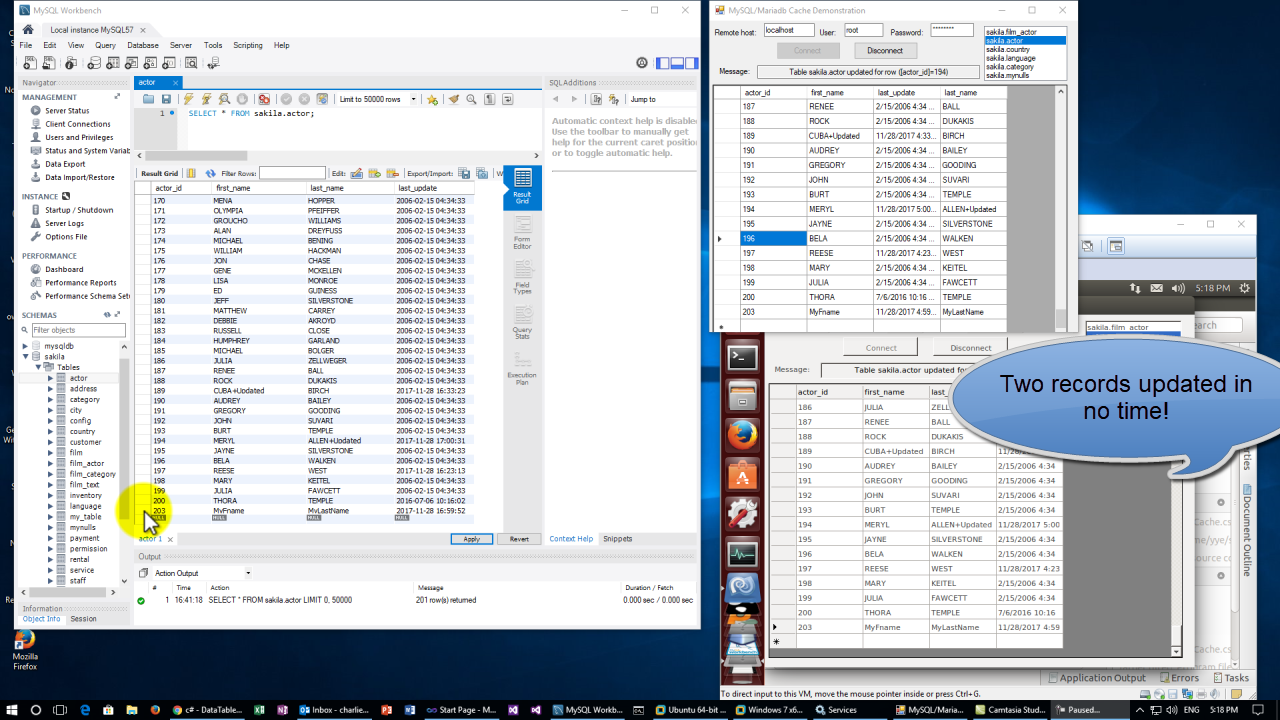 MySQL Workbench
Local instance MySQL57
File Edit View Query Database Server Tools Scripting Help
Navigator
MANAGEMENT
Server Status
Client Connections
Users and Privileges
Status and System Variab
Data Export
Data Import/Restore
INSTANCE
Startup / Shutdown
Server Logs
Options File
PERFORMANCE
Dashboard
Performance Reports
Performance Schema Setu
SCHEMAS
Filter objects
mysqldb
sakila
Tables
actor
address
category
city
config
country
customer
film
film_actor
film_category
film_text
inventory
language
my_table
mynulls
payment
permission
rental
service
staff
Information
Object Info Session
actor
Limit to 50000 rows
1 SELECT * FROM sakila.actor;
Result Grid Filter Rows: Edit: Export/Import: W
actor_id first_name last_name last_update
170 MENA HOPPER 2006-02-15 04:34:33
171 OLYMPIA PFEIFFER 2006-02-15 04:34:33
172 GROUCHO WILLIAMS 2006-02-15 04:34:33
173 ALAN DREYFUSS 2006-02-15 04:34:33
174 MICHAEL BENING 2006-02-15 04:34:33
175 WILLIAM HACKMAN 2006-02-15 04:34:33
176 JON CHASE 2006-02-15 04:34:33
177 GENE MCKELLEN 2006-02-15 04:34:33
178 LISA MONROE 2006-02-15 04:34:33
179 ED GUINESS 2006-02-15 04:34:33
180 JEFF SILVERSTONE 2006-02-15 04:34:33
181 MATTHEW CARREY 2006-02-15 04:34:33
182 DEBBIE AKROYD 2006-02-15 04:34:33
183 RUSSELL CLOSE 2006-02-15 04:34:33
184 HUMPHREY GARLAND 2006-02-15 04:34:33
185 MICHAEL BOLGER 2006-02-15 04:34:33
186 JULIA ZELLWEGER 2006-02-15 04:34:33
187 RENEE BALL 2006-02-15 04:34:33
188 ROCK DUKAKIS 2006-02-15 04:34:33
189 CUBA+Updated BIRCH 2017-11-28 16:33:23
190 AUDREY BAILEY 2006-02-15 04:34:33
191 GREGORY GOODING 2006-02-15 04:34:33
192 JOHN SUVARI 2006-02-15 04:34:33
193 BURT TEMPLE 2006-02-15 04:34:33
194 MERYL ALLEN+Updated 2017-11-28 17:00:31
195 JAYNE SILVERSTONE 2006-02-15 04:34:33
196 BELA WALKEN 2006-02-15 04:34:33
197 REESE WEST 2017-11-28 16:23:13
198 MARY KEITEL 2006-02-15 04:34:33
199 JULIA FAWCETT 2006-02-15 04:34:33
200 THORA TEMPLE 2016-07-06 10:16:02
203 MyFname MyLastName 2017-11-28 16:59:52
NULL NULL NULL NULL
actor 1 Apply Revert
Result Grid
Form Editor
Field Types
Query Stats
Execution Plan
SQLAdditions
Jump to
Automatic context help is disabled.
Use the toolbar to manually get
help for the current caret position
or to toggle automatic help.
Context Help Snippets
Output
Action Output
# Time Action Message Duration / Fetch
1 16:41:18 SELECT * FROM sakila.actor LIMIT 0, 50000 201 row(s) returned 0.000 sec / 0.000 sec
MySQL/Mariadb Cache Demonstration
Remote host: localhost User: root Password: ********
Connect Disconnect
sakila.film_actor
sakila.actor
sakila.country
sakila.language
sakila.category
sakila.mynulls
Message: Table sakila.actor updated for row ([actor_id]=194)
actor_id first_name last_update last_name
187 RENEE 2/15/2006 4:34 ... BALL
188 ROCK 2/15/2006 4:34 ... DUKAKIS
189 CUBA+Updated 11/28/2017 4:33... BIRCH
190 AUDREY 2/15/2006 4:34 ... BAILEY
191 GREGORY 2/15/2006 4:34 ... GOODING
192 JOHN 2/15/2006 4:34 ... SUVARI
193 BURT 2/15/2006 4:34 ... TEMPLE
194 MERYL 11/28/2017 5:00... ALLEN+Updated
195 JAYNE 2/15/2006 4:34 ... SILVERSTONE
196 BELA 2/15/2006 4:34 ... WALKEN
197 REESE 11/28/2017 4:23... WEST
198 MARY 2/15/2006 4:34 ... KEITEL
199 JULIA 2/15/2006 4:34 ... FAWCETT
200 THORA 7/6/2016 10:16 ... TEMPLE
203 MyFname 11/28/2017 4:59... MyLastName
5:18 PM
sakila.film_actor
earch
Connect Disconnect
Message: Table sakila.actor updated for
Two records updated in
no time!
actor_id first_name last_
186 JULIA ZELL
187 RENEE BALL
188 ROCK DUKAKIS
189 CUBA+Updated BIRCH 11/28/20
190 AUDREY BAILEY 2/15/2006 4:34
191 GREGORY GOODING 2/15/2006 4:34
192 JOHN SUVARI 2/15/2006 4:34
193 BURT TEMPLE 2/15/2006 4:34
194 MERYL ALLEN+Updated 11/28/2017 5:00
195 JAYNE SILVERSTONE 2/15/2006 4:34
196 BELA WALKEN 2/15/2006 4:34
197 REESE WEST 11/28/2017 4:23
198 MARY KEITEL 2/15/2006 4:34
199 JULIA FAWCETT 2/15/2006 4:34
200 THORA TEMPLE 7/6/2016 10:16
203 MyFname MyLastName 11/28/2017 4:59
Document Outline
Application Output Errors Tasks
To direct input to this VM, move the mouse pointer inside or press Ctrl+G.
Mozilla
Firefox
c# - DataTable... Inbox - charlie... Start Page - M... MySQL Workb... Ubuntu 64-bit ... Windows 7 x6... Services MySQL/Maria... Camtasia Stud... Paused... 5:18 PM